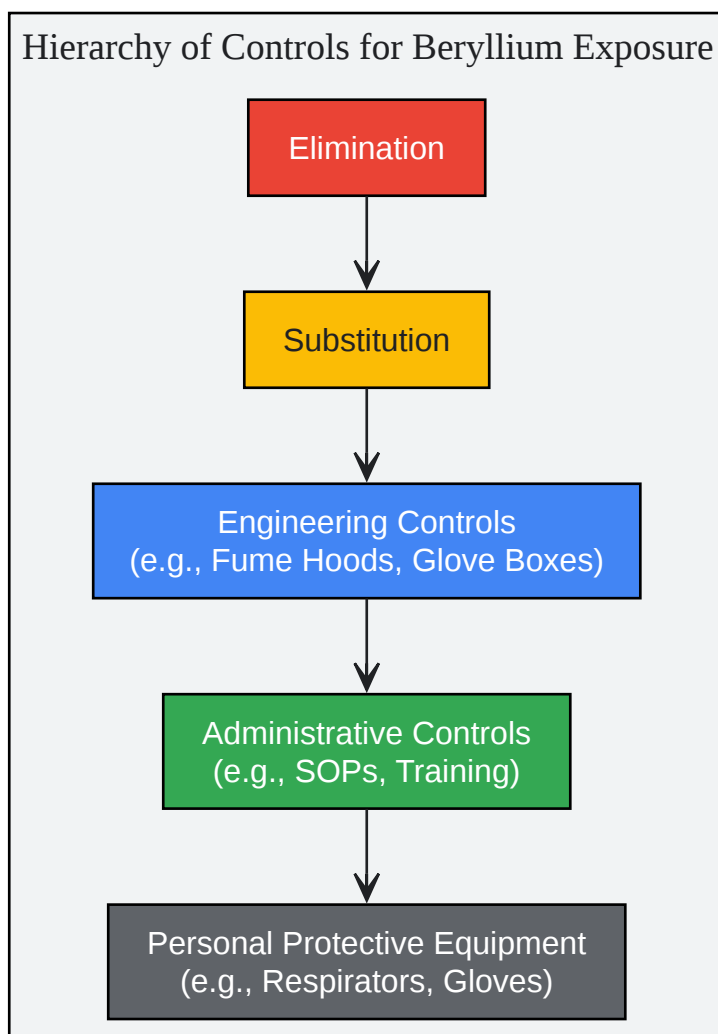 Hierarchy of Controls for Beryllium Exposure
Elimination
Substitution
Engineering Controls
(e.g., Fume Hoods, Glove Boxes)
Administrative Controls
(e.g., SOPs, Training)
Personal Protective Equipment
(e.g., Respirators, Gloves)